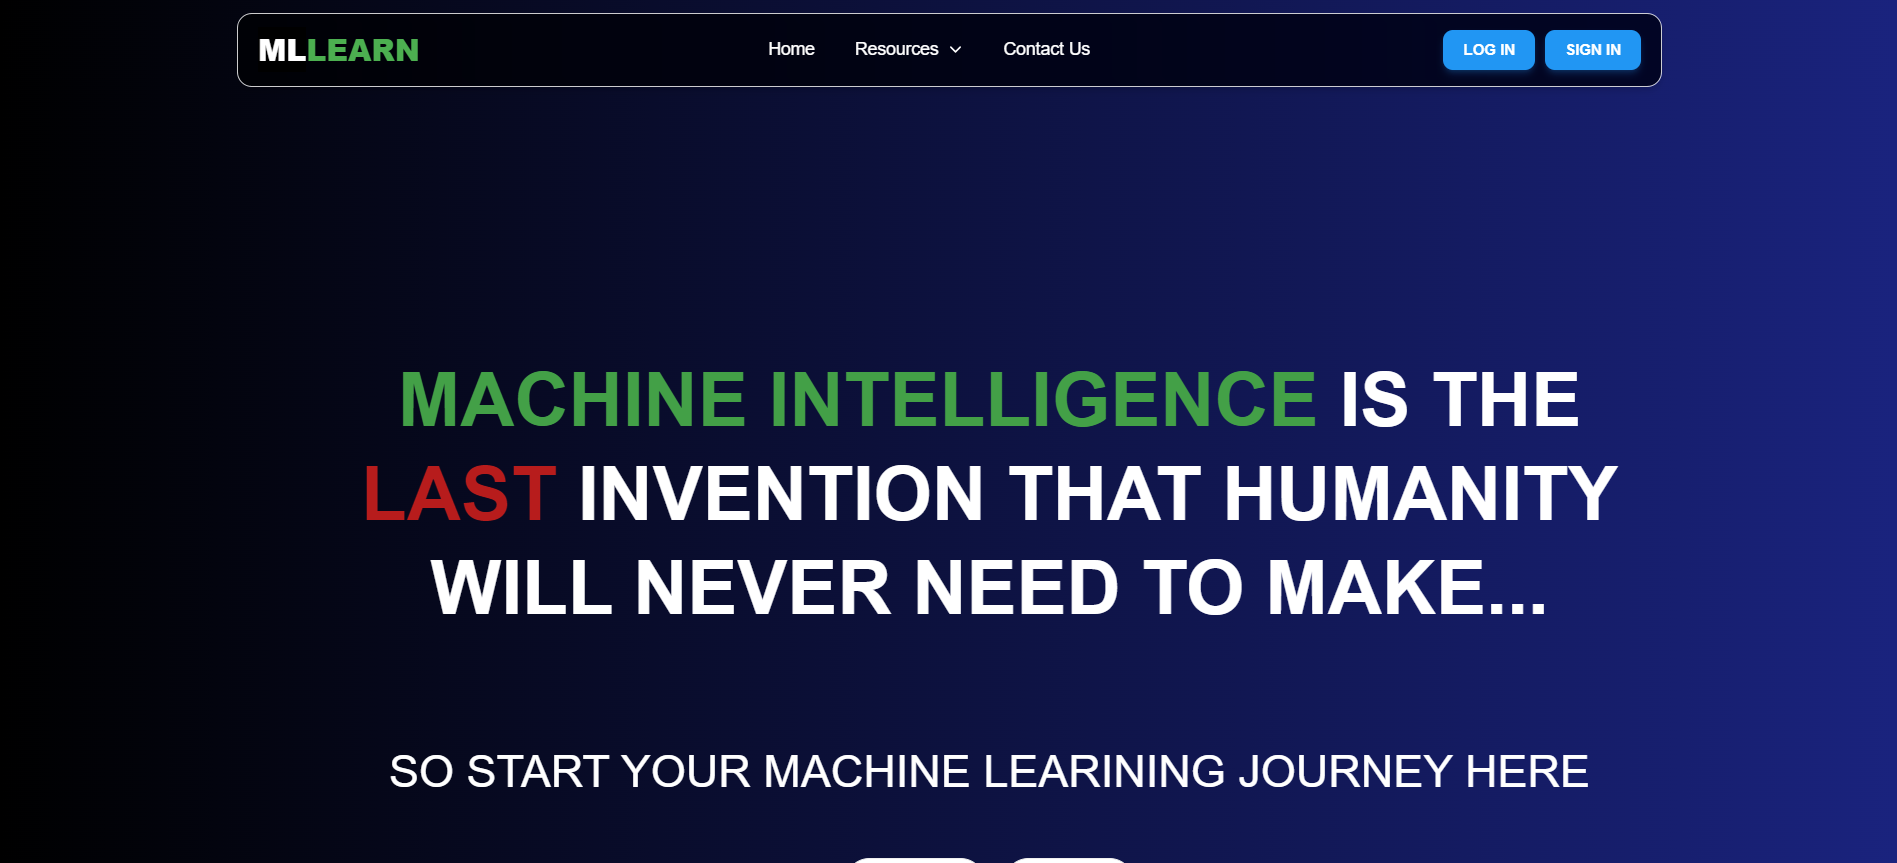 MLLEARN
Home Resources Contact Us
LOG IN SIGN IN
MACHINE INTELLIGENCE IS THE
LAST INVENTION THAT HUMANITY
WILL NEVER NEED TO MAKE...
SO START YOUR MACHINE LEARINING JOURNEY HERE